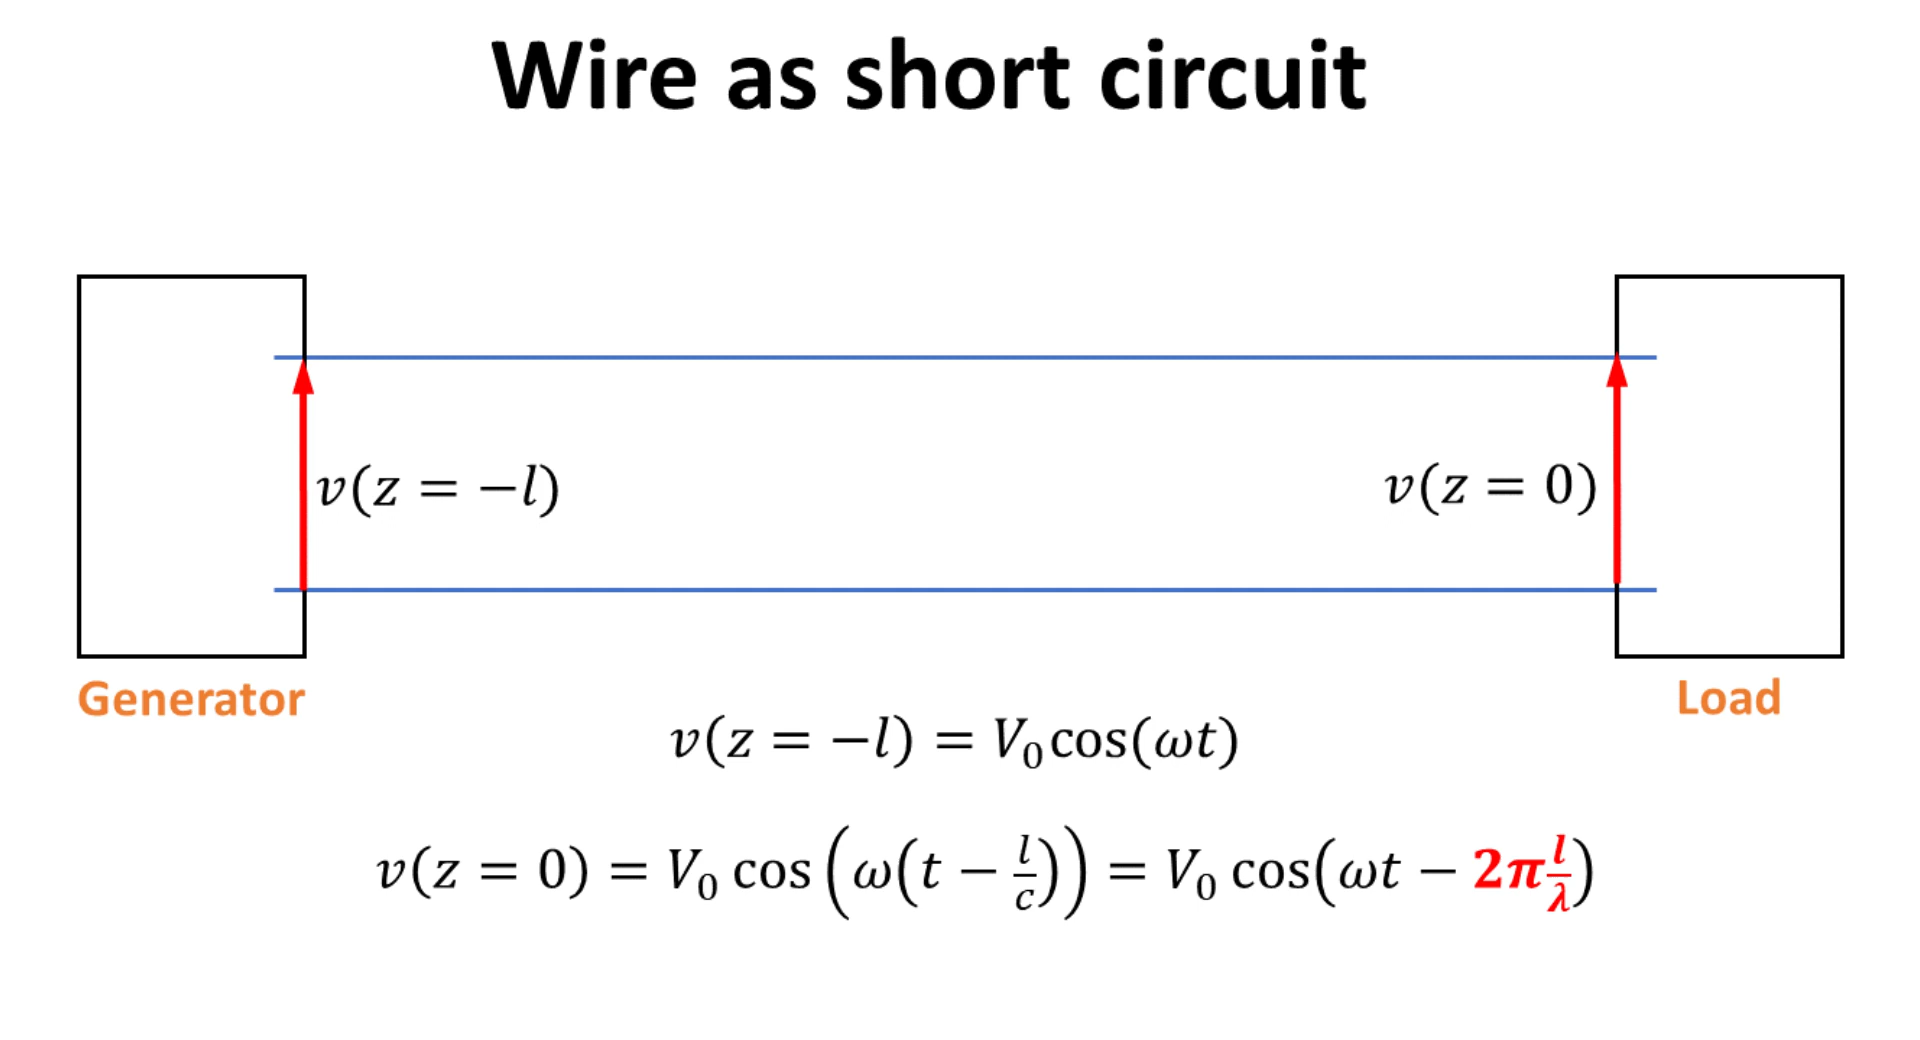 Wire as short circuit
v(z = −l)
v(z = 0)
Generator
Load
v(z = −l) = V₀cos(ωt)
v(z = 0) = V₀ cos(ω(t − l/c)) = V₀ cos(ωt − 2π l/λ)